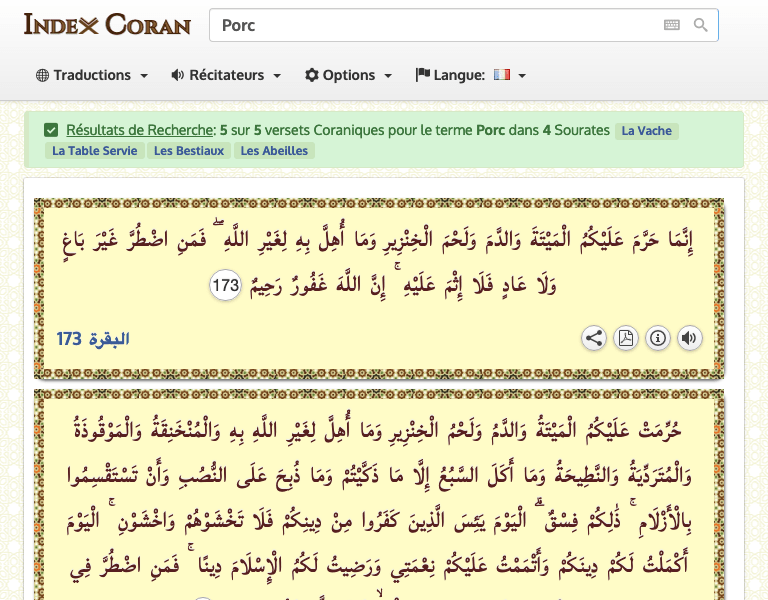 INDEX CORAN
Porc
Traductions
Récitateurs
Options
Langue:
Résultats de Recherche: 5 sur 5 versets Coraniques pour le terme Porc dans 4 Sourates La Vache
La Table Servie Les Bestiaux Les Abeilles
إِنَّمَا حَرَّمَ عَلَيْكُمُ الْمَيْتَةَ وَالدَّمَ وَلَحْمَ الْخِنْزِيرِ وَمَا أُهِلَّ بِهِ لِغَيْرِ اللَّهِ ۖ فَمَنِ اضْطُرَّ غَيْرَ بَاغٍ
وَلَا عَادٍ فَلَا إِثْمَ عَلَيْهِ ۚ إِنَّ اللَّهَ غَفُورٌ رَحِيمٌ 173
البقرة 173
حُرِّمَتْ عَلَيْكُمُ الْمَيْتَةُ وَالدَّمُ وَلَحْمُ الْخِنْزِيرِ وَمَا أُهِلَّ لِغَيْرِ اللَّهِ بِهِ وَالْمُنْخَنِقَةُ وَالْمَوْقُوذَةُ
وَالْمُتَرَدِّيَةُ وَالنَّطِيحَةُ وَمَا أَكَلَ السَّبُعُ إِلَّا مَا ذَكَّيْتُمْ وَمَا ذُبِحَ عَلَى النُّصُبِ وَأَنْ تَسْتَقْسِمُوا
بِالْأَزْلَامِ ۚ ذَٰلِكُمْ فِسْقٌ ۗ الْيَوْمَ يَئِسَ الَّذِينَ كَفَرُوا مِنْ دِينِكُمْ فَلَا تَخْشَوْهُمْ وَاخْشَوْنِ ۚ الْيَوْمَ
أَكْمَلْتُ لَكُمْ دِينَكُمْ وَأَتْمَمْتُ عَلَيْكُمْ نِعْمَتِي وَرَضِيتُ لَكُمُ الْإِسْلَامَ دِينًا ۚ فَمَنِ اضْطُرَّ فِي